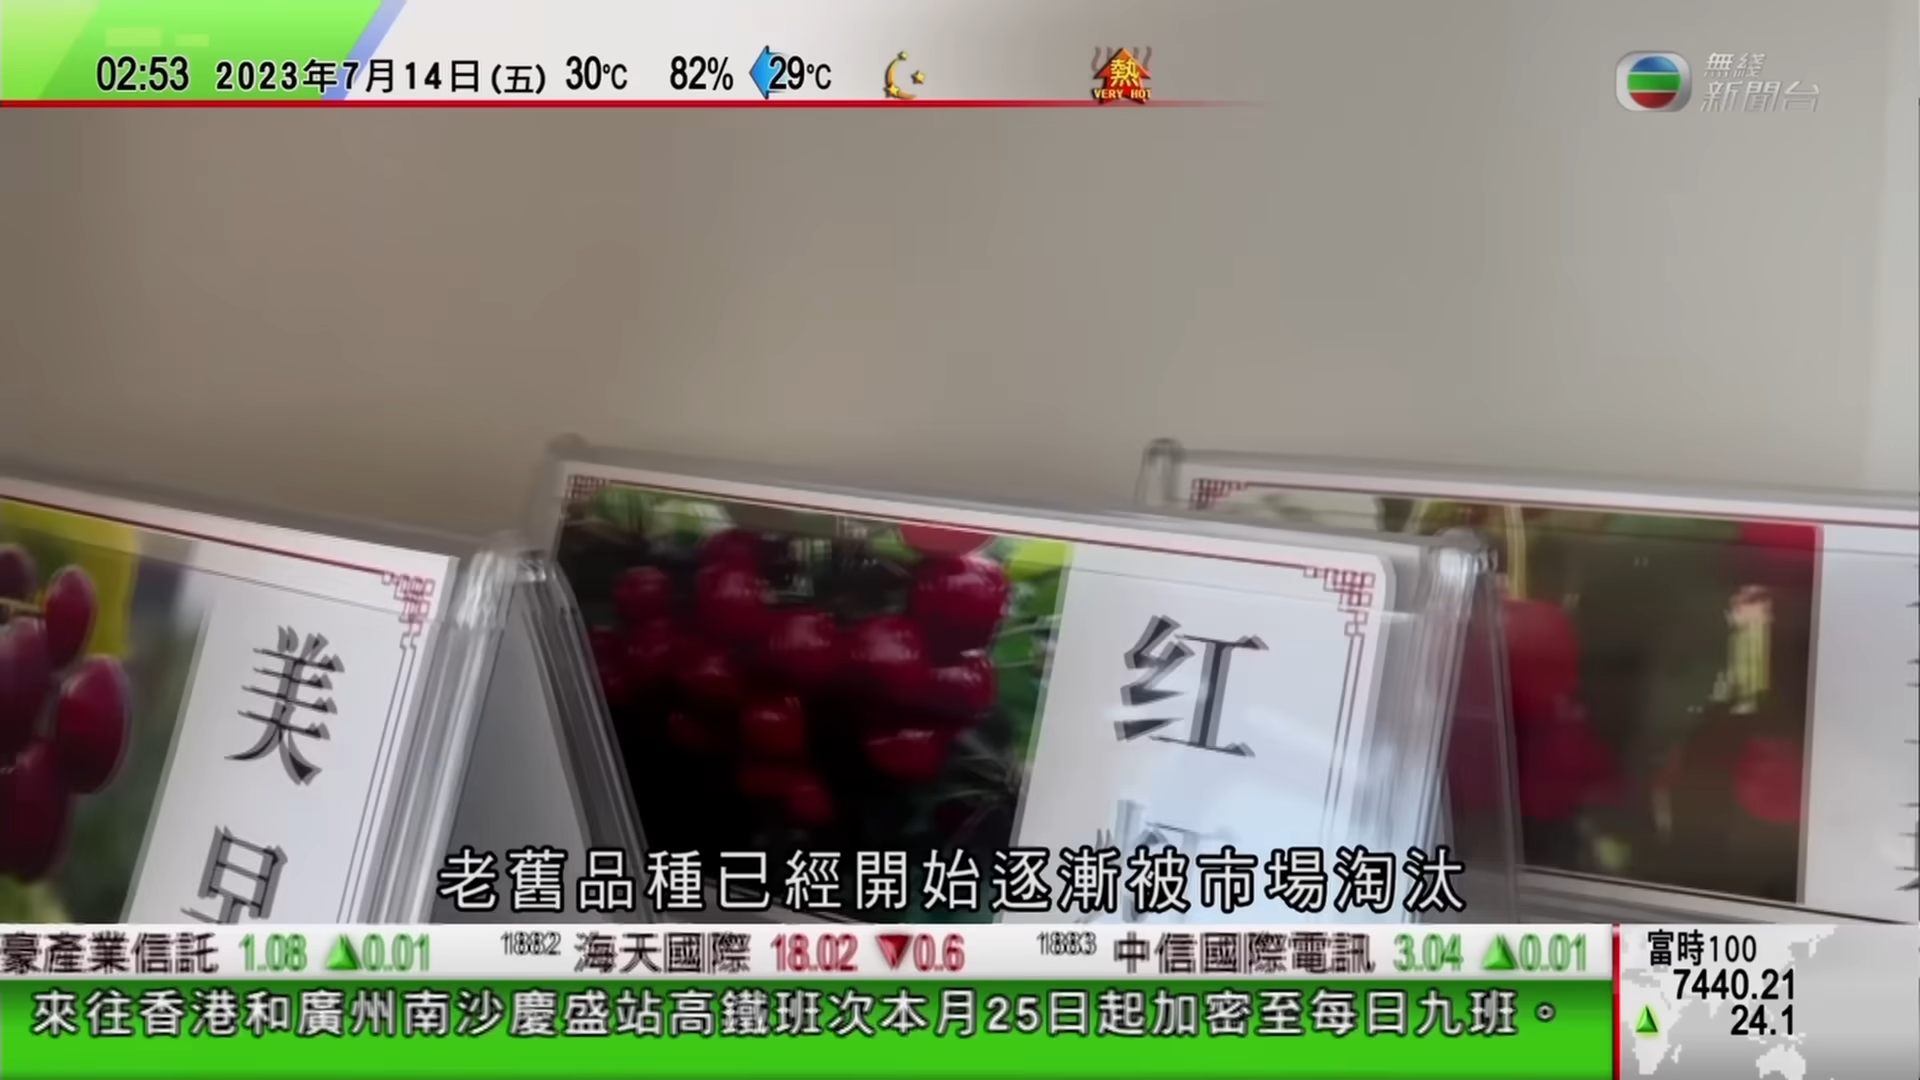 02:53 2023年7月14日(五) 30℃ 82% 29℃
熱
VERY HOT
無綫
新聞台
美
早
红
老舊品種已經開始逐漸被市場淘汰
豪產業信託 1.08 ▲0.01 1882 海天國際 18.02 ▼0.6 1883 中信國際電訊 3.04 ▲0.01
來往香港和廣州南沙慶盛站高鐵班次本月25日起加密至每日九班。
富時100
7440.21
▲ 24.1